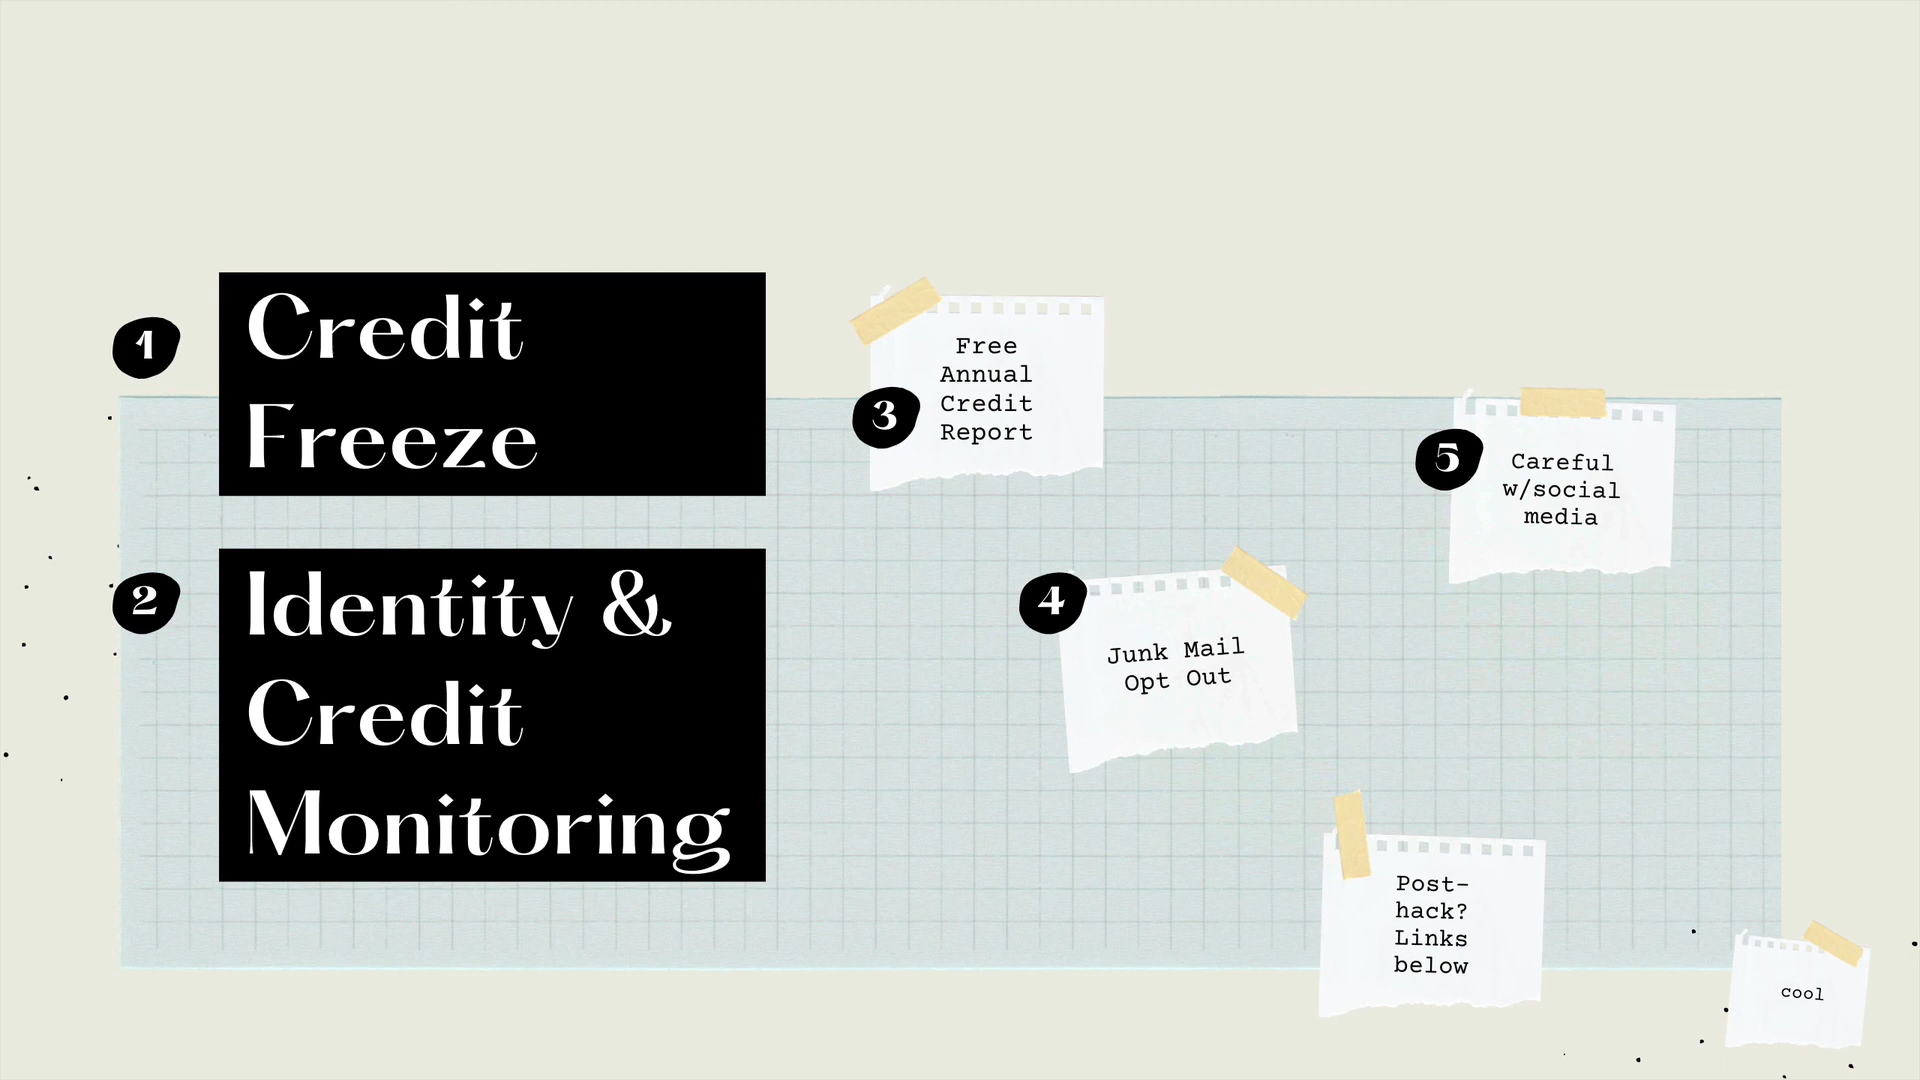 1
Credit
Freeze
2
Identity &
Credit
Monitoring
3
Free
Annual
Credit
Report
4
Junk Mail
Opt Out
5
Careful
w/social
media
Post-
hack?
Links
below
cool